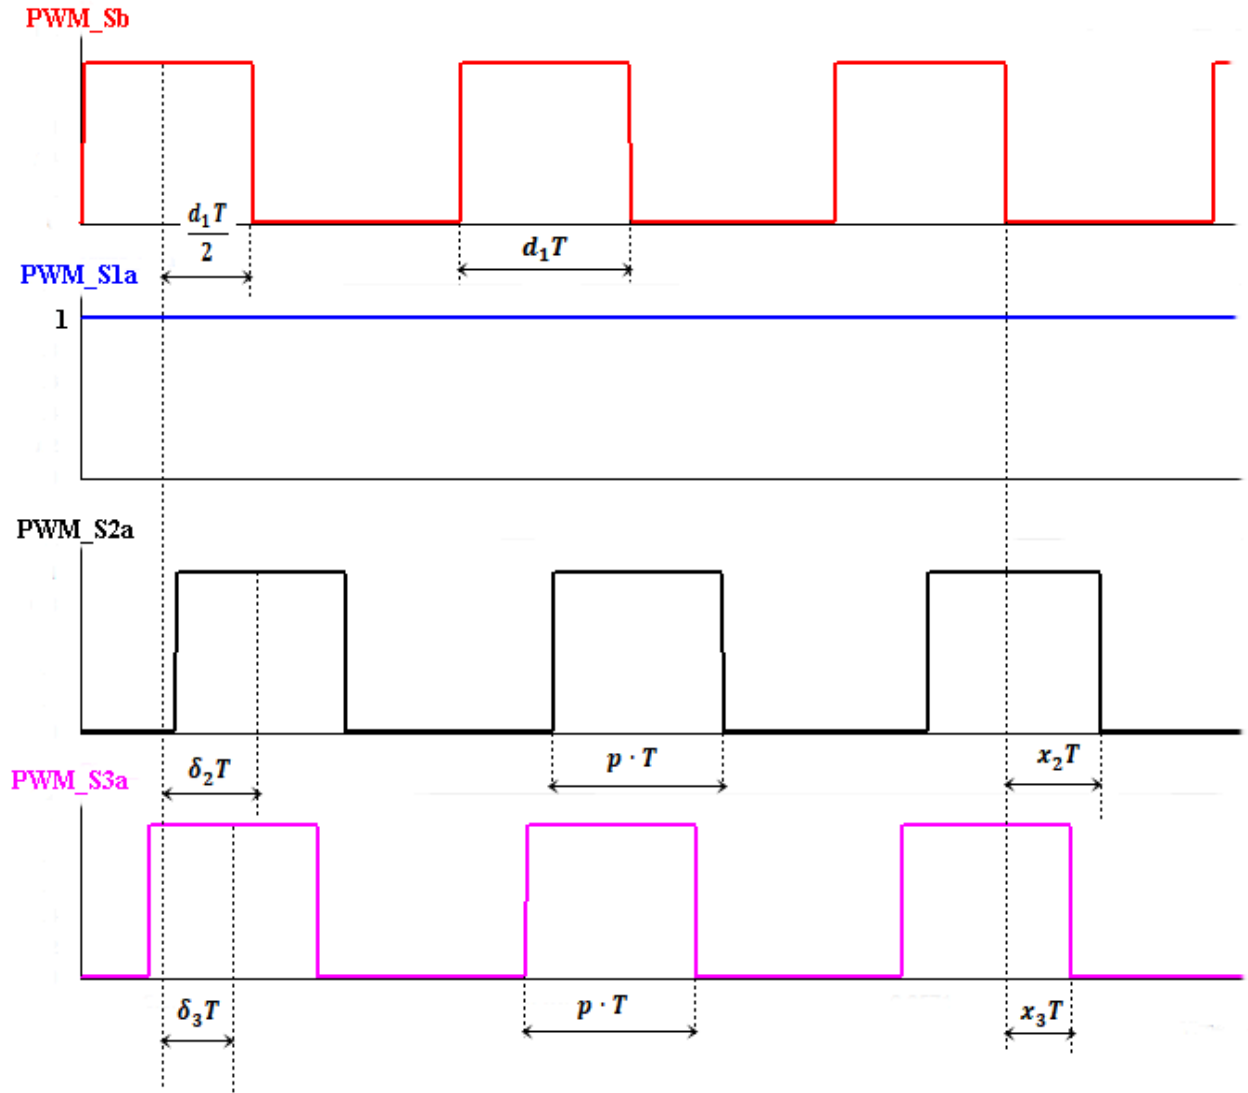 PWM_Sb
d₁T
2
d₁T
PWM_S1a
1
PWM_S2a
δ₂T
p · T
x₂T
PWM_S3a
δ₃T
p · T
x₃T